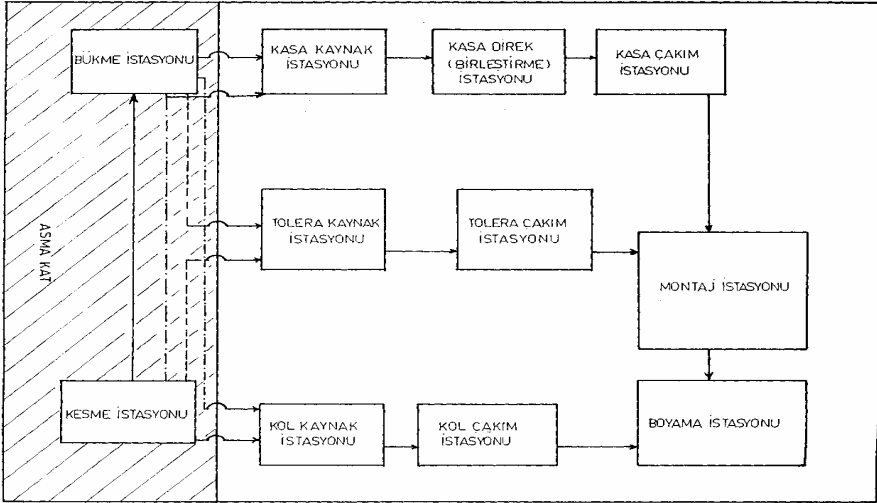 BÜKME İSTASYONU
KASA KAYNAK
İSTASYONU
KASA DİREK
(BİRLEŞTİRME)
İSTASYONU
KASA ÇAKIM
İSTASYONU
ASMA KAT
TOLERA KAYNAK
İSTASYONU
TOLERA ÇAKIM
İSTASYONU
MONTAJ İSTASYONU
KESME İSTASYONU
KOL KAYNAK
İSTASYONU
KOL ÇAKIM
İSTASYONU
BOYAMA İSTASYONU